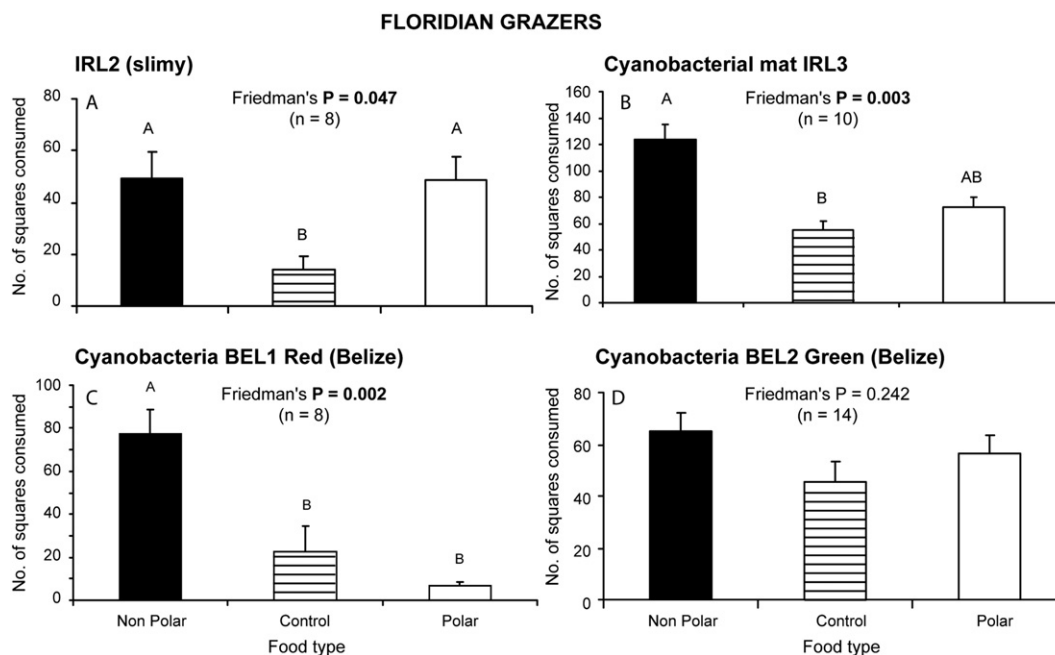 FLORIDIAN GRAZERS
IRL2 (slimy)
A
Friedman's P = 0.047
(n = 8)
No. of squares consumed
80
60
40
20
0
A
B
A
Cyanobacterial mat IRL3
B
Friedman's P = 0.003
(n = 10)
No. of squares consumed
160
140
120
100
80
60
40
20
0
A
B
AB
Cyanobacteria BEL1 Red (Belize)
C
Friedman's P = 0.002
(n = 8)
No. of squares consumed
100
80
60
40
20
0
A
B
B
Non Polar
Control
Polar
Food type
Cyanobacteria BEL2 Green (Belize)
D
Friedman's P = 0.242
(n = 14)
No. of squares consumed
80
60
40
20
0
Non Polar
Control
Polar
Food type